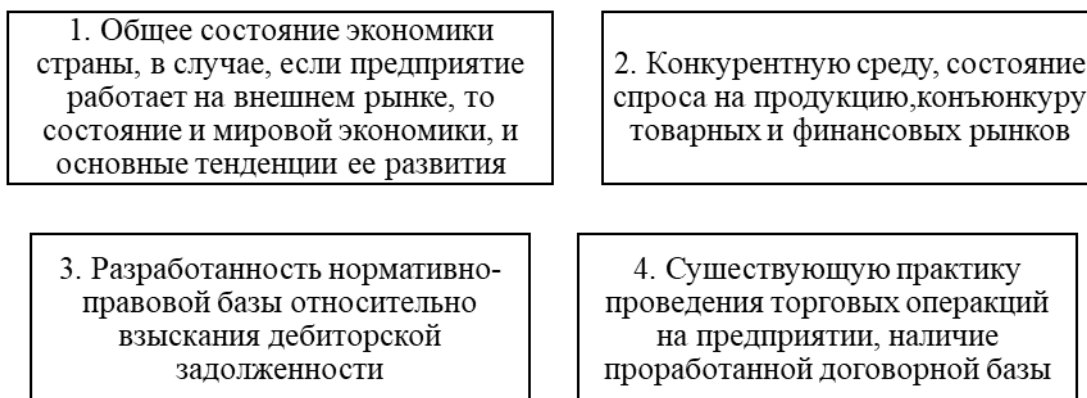 1. Общее состояние экономики
страны, в случае, если предприятие
работает на внешнем рынке, то
состояние и мировой экономики, и
основные тенденции ее развития
2. Конкурентную среду, состояние
спроса на продукцию,конъюнкуру
товарных и финансовых рынков
3. Разработанность нормативно-
правовой базы относительно
взыскания дебиторской
задолженности
4. Сушествующую практику
проведения торговых операкций
на предприятии, наличие
проработанной договорной базы